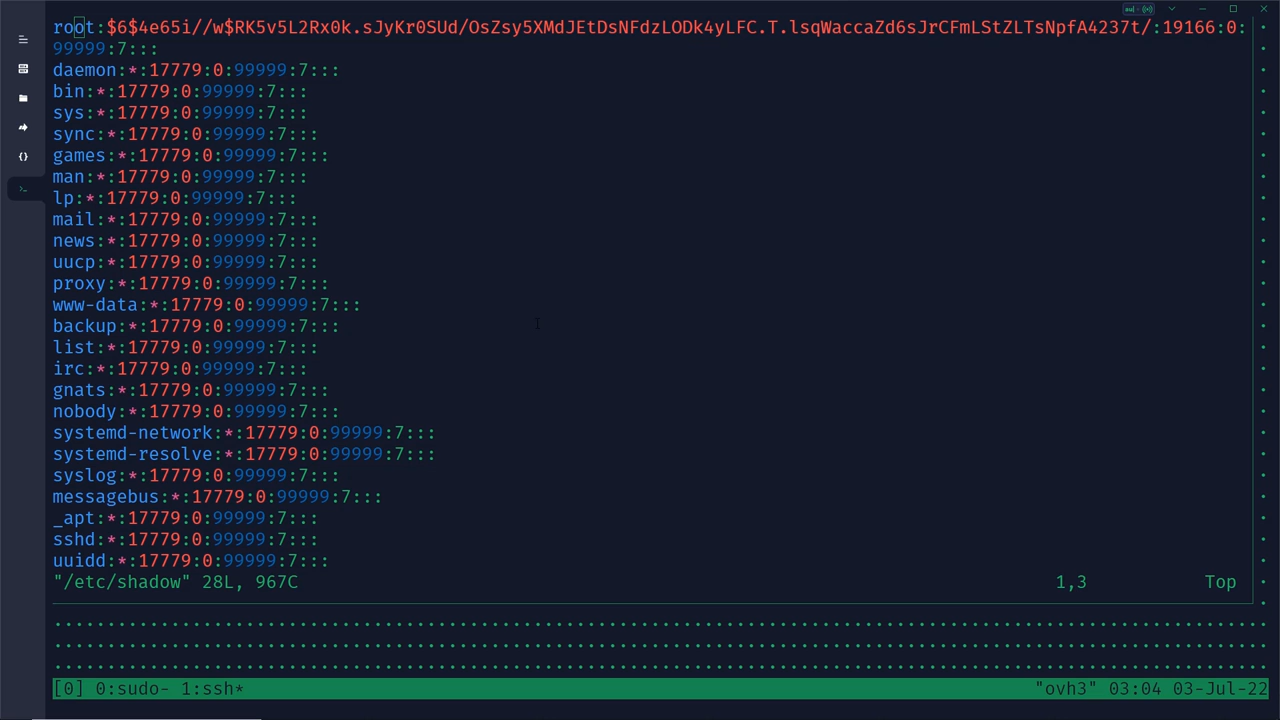 root:$6$4e65i//w$RK5v5L2Rx0k.sJyKr0SUd/OsZsy5XMdJEtDsNFdzLODk4yLFC.T.lsqWaccaZd6sJrCFmLStZLTsNpfA4237t/:19166:0:
99999:7:::
daemon:*:17779:0:99999:7:::
bin:*:17779:0:99999:7:::
sys:*:17779:0:99999:7:::
sync:*:17779:0:99999:7:::
games:*:17779:0:99999:7:::
man:*:17779:0:99999:7:::
lp:*:17779:0:99999:7:::
mail:*:17779:0:99999:7:::
news:*:17779:0:99999:7:::
uucp:*:17779:0:99999:7:::
proxy:*:17779:0:99999:7:::
www-data:*:17779:0:99999:7:::
backup:*:17779:0:99999:7:::
list:*:17779:0:99999:7:::
irc:*:17779:0:99999:7:::
gnats:*:17779:0:99999:7:::
nobody:*:17779:0:99999:7:::
systemd-network:*:17779:0:99999:7:::
systemd-resolve:*:17779:0:99999:7:::
syslog:*:17779:0:99999:7:::
messagebus:*:17779:0:99999:7:::
_apt:*:17779:0:99999:7:::
sshd:*:17779:0:99999:7:::
uuidd:*:17779:0:99999:7:::
"/etc/shadow" 28L, 967C 1,3 Top
[0] 0:sudo- 1:ssh* "ovh3" 03:04 03-Jul-22